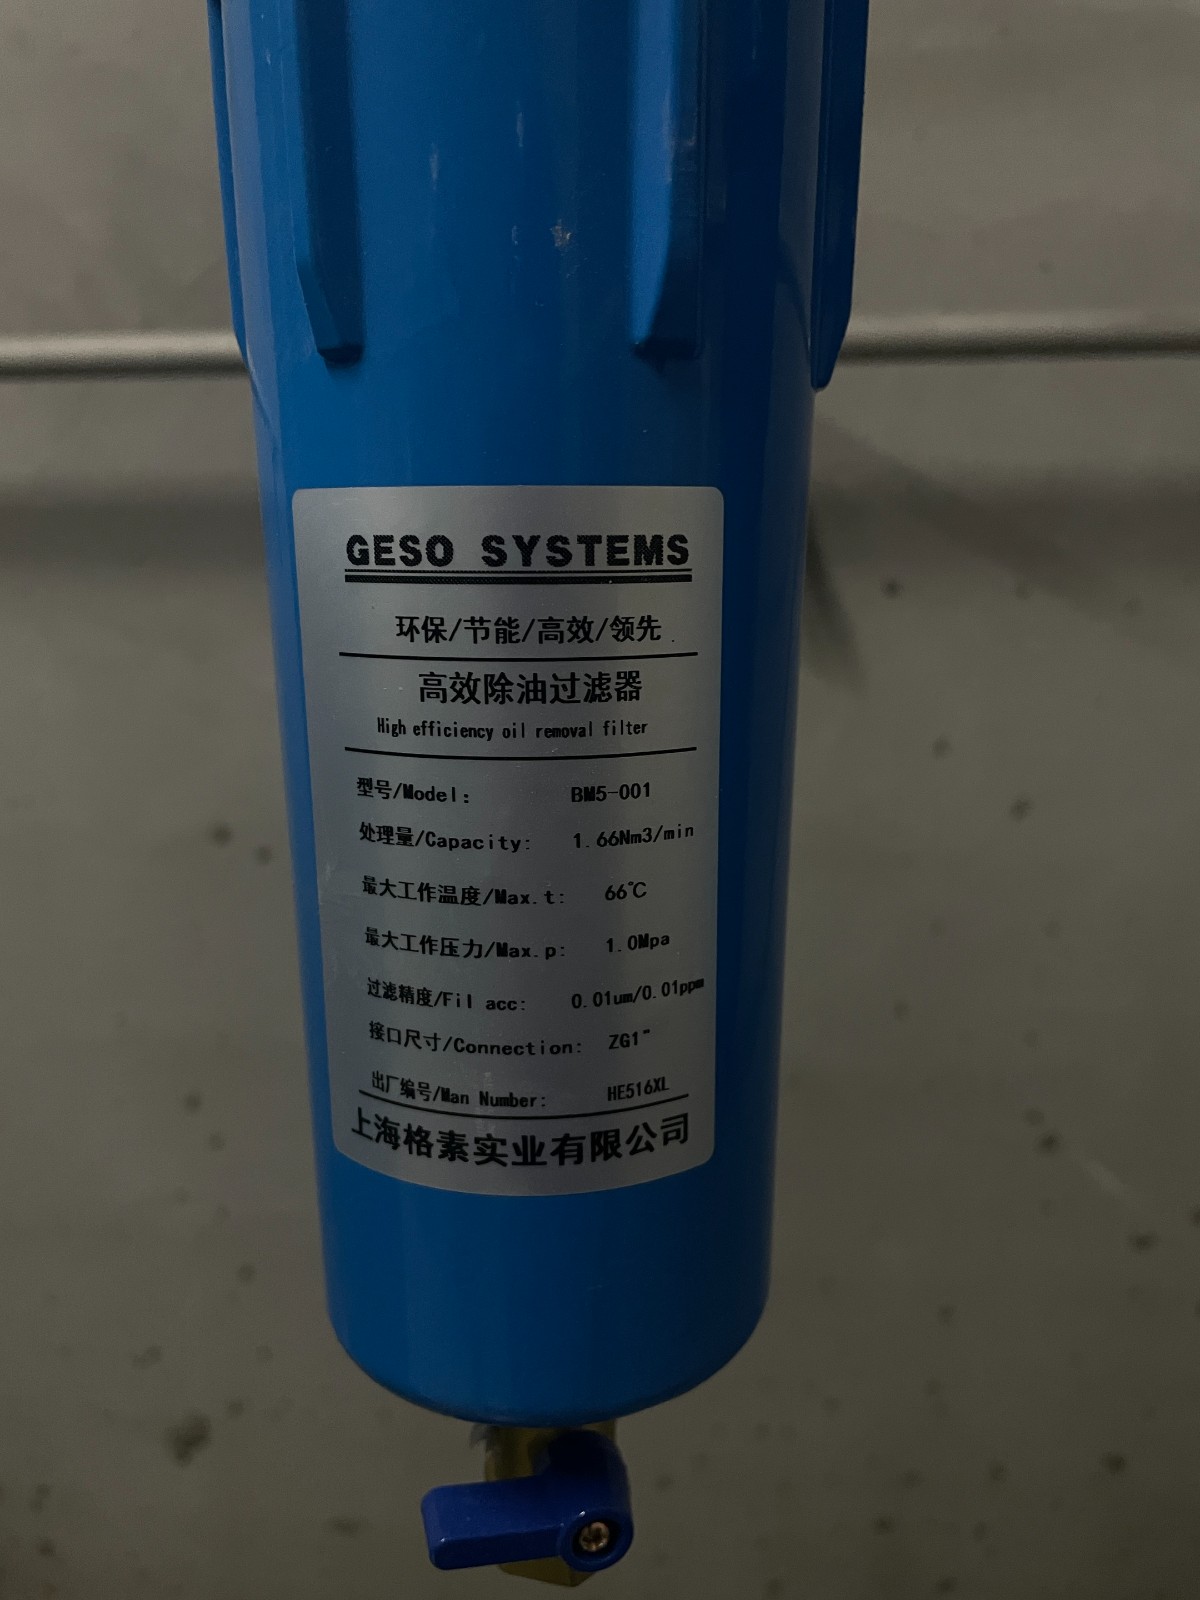 GESO SYSTEMS
环保/节能/高效/领先
高效除油过滤器
High efficiency oil removal filter
型号/Model: BM5-001
处理量/Capacity: 1.66Nm3/min
最大工作温度/Max.t: 66℃
最大工作压力/Max.p: 1.0Mpa
过滤精度/Fil acc: 0.01um/0.01ppm
接口尺寸/Connection: ZG1"
出厂编号/Man Number: HE516XL
上海格素实业有限公司